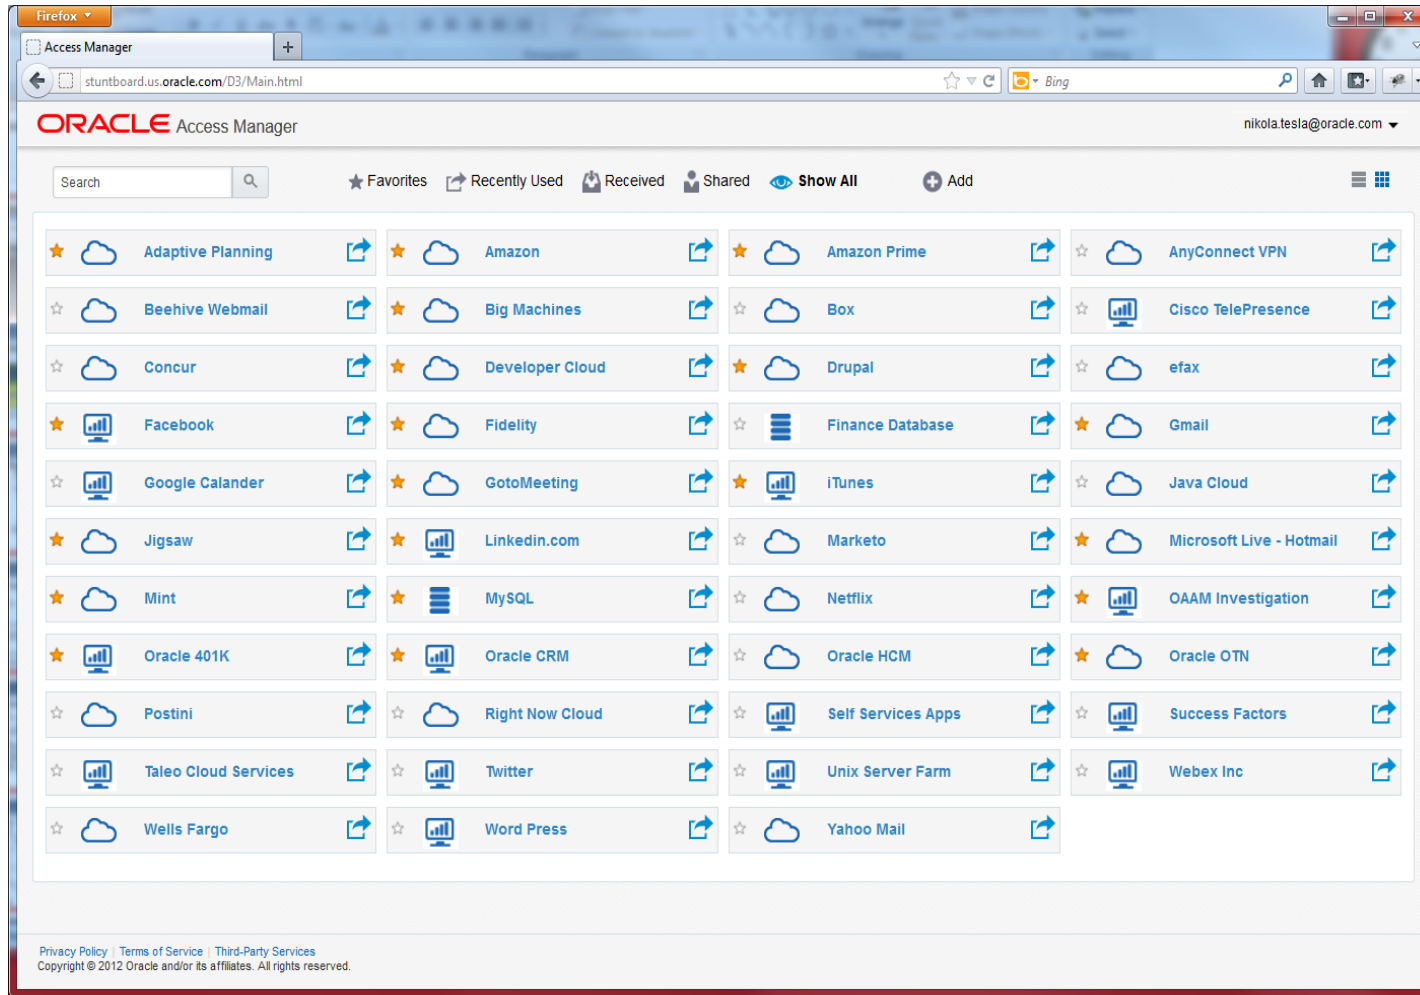 Firefox
Access Manager
stuntboard.us.oracle.com/D3/Main.html
Bing
ORACLE Access Manager
nikola.tesla@oracle.com
Search
Favorites Recently Used Received Shared Show All Add
Adaptive Planning Amazon Amazon Prime AnyConnect VPN
Beehive Webmail Big Machines Box Cisco TelePresence
Concur Developer Cloud Drupal efax
Facebook Fidelity Finance Database Gmail
Google Calander GotoMeeting iTunes Java Cloud
Jigsaw Linkedin.com Marketo Microsoft Live - Hotmail
Mint MySQL Netflix OAAM Investigation
Oracle 401K Oracle CRM Oracle HCM Oracle OTN
Postini Right Now Cloud Self Services Apps Success Factors
Taleo Cloud Services Twitter Unix Server Farm Webex Inc
Wells Fargo Word Press Yahoo Mail
Privacy Policy | Terms of Service | Third-Party Services
Copyright © 2012 Oracle and/or its affiliates. All rights reserved.